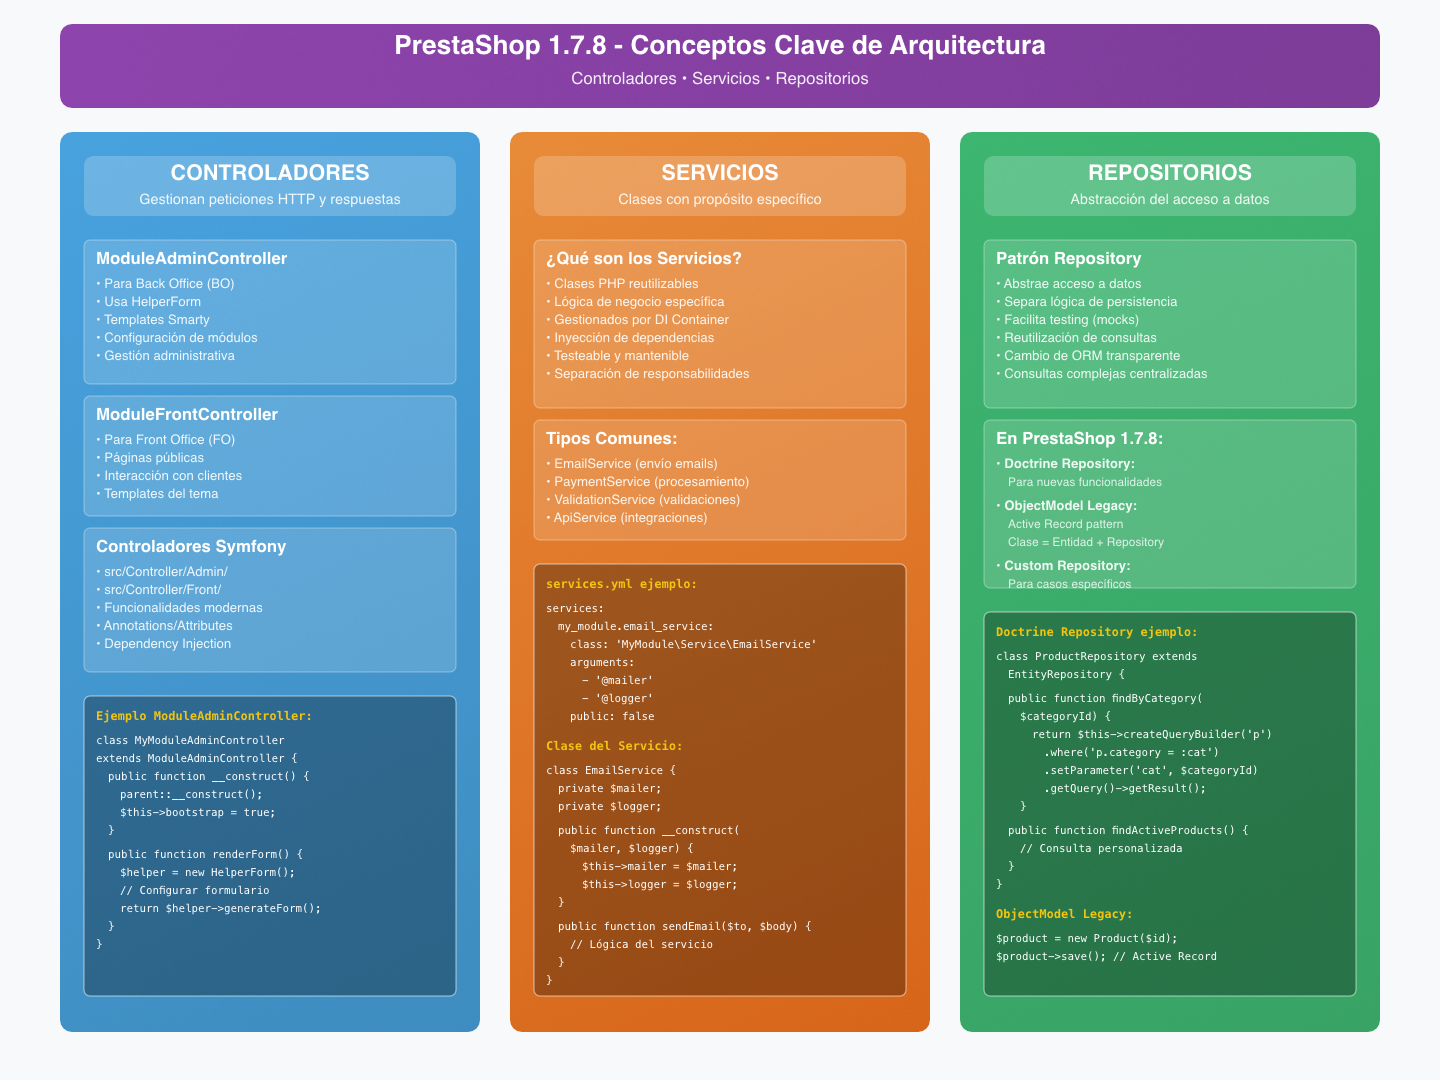 PrestaShop 1.7.8 - Conceptos Clave de Arquitectura
Controladores • Servicios • Repositorios
CONTROLADORES
Gestionan peticiones HTTP y respuestas
ModuleAdminController
• Para Back Office (BO)
• Usa HelperForm
• Templates Smarty
• Configuración de módulos
• Gestión administrativa
ModuleFrontController
• Para Front Office (FO)
• Páginas públicas
• Interacción con clientes
• Templates del tema
Controladores Symfony
• src/Controller/Admin/
• src/Controller/Front/
• Funcionalidades modernas
• Annotations/Attributes
• Dependency Injection
Ejemplo ModuleAdminController:
class MyModuleAdminController
extends ModuleAdminController {
public function __construct() {
parent::__construct();
$this->bootstrap = true;
}
public function renderForm() {
$helper = new HelperForm();
// Configurar formulario
return $helper->generateForm();
}
}
SERVICIOS
Clases con propósito específico
¿Qué son los Servicios?
• Clases PHP reutilizables
• Lógica de negocio específica
• Gestionados por DI Container
• Inyección de dependencias
• Testeable y mantenible
• Separación de responsabilidades
Tipos Comunes:
• EmailService (envío emails)
• PaymentService (procesamiento)
• ValidationService (validaciones)
• ApiService (integraciones)
services.yml ejemplo:
services:
my_module.email_service:
class: 'MyModule\Service\EmailService'
arguments:
- '@mailer'
- '@logger'
public: false
Clase del Servicio:
class EmailService {
private $mailer;
private $logger;
public function __construct(
$mailer, $logger) {
$this->mailer = $mailer;
$this->logger = $logger;
}
public function sendEmail($to, $body) {
// Lógica del servicio
}
}
REPOSITORIOS
Abstracción del acceso a datos
Patrón Repository
• Abstrae acceso a datos
• Separa lógica de persistencia
• Facilita testing (mocks)
• Reutilización de consultas
• Cambio de ORM transparente
• Consultas complejas centralizadas
En PrestaShop 1.7.8:
• Doctrine Repository:
Para nuevas funcionalidades
• ObjectModel Legacy:
Active Record pattern
Clase = Entidad + Repository
• Custom Repository:
Para casos específicos
Doctrine Repository ejemplo:
class ProductRepository extends
EntityRepository {
public function findByCategory(
$categoryId) {
return $this->createQueryBuilder('p')
.where('p.category = :cat')
.setParameter('cat', $categoryId)
.getQuery()->getResult();
}
public function findActiveProducts() {
// Consulta personalizada
}
}
ObjectModel Legacy:
$product = new Product($id);
$product->save(); // Active Record